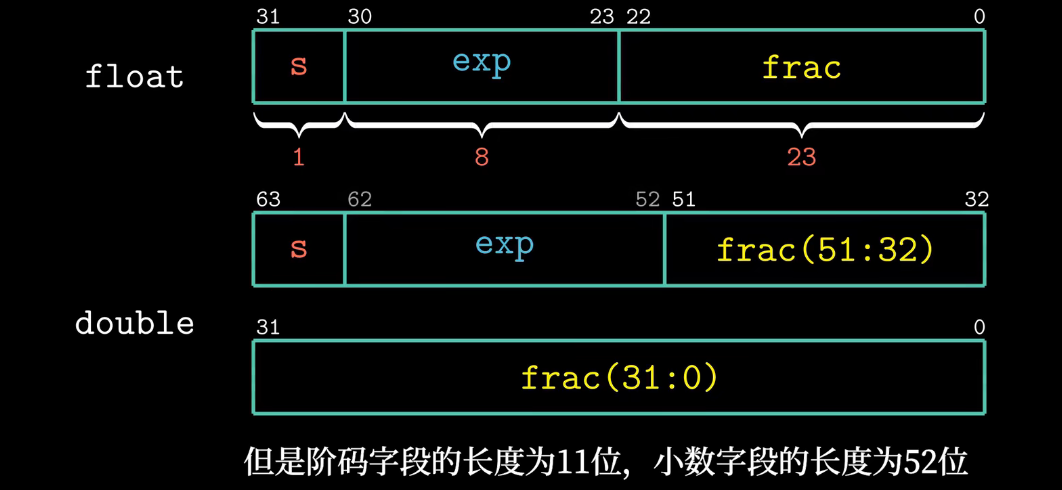 31 30 23 22 0
float s exp frac
1 8 23
63 62 52 51 32
s exp frac(51:32)
double
31 0
frac(31:0)
但是阶码字段的长度为11位，小数字段的长度为52位